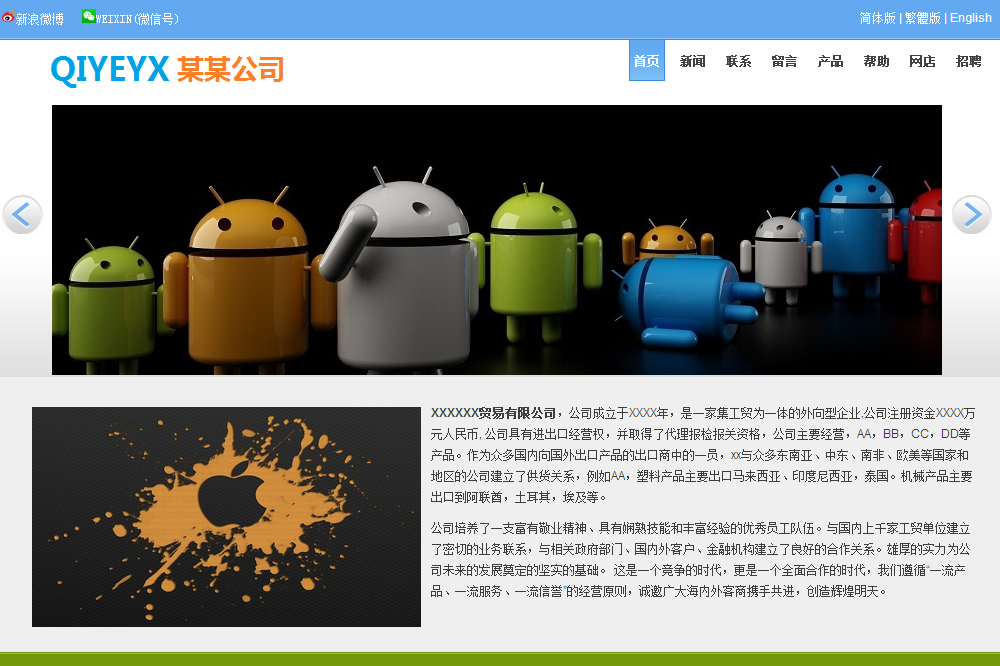 新浪微博 WEIXIN(微信号) 简体版 | 繁體版 | English
QIYEYX 某某公司 首页 新闻 联系 留言 产品 帮助 网店 招聘
XXXXXX贸易有限公司，公司成立于XXXX年，是一家集工贸为一体的外向型企业,公司注册资金XXXX万
元人民币, 公司具有进出口经营权，并取得了代理报检报关资格，公司主要经营，AA，BB，CC，DD等
产品。作为众多国内向国外出口产品的出口商中的一员，xx与众多东南亚、中东、南非、欧美等国家和
地区的公司建立了供货关系，例如AA，塑料产品主要出口马来西亚、印度尼西亚，泰国。机械产品主要
出口到阿联酋，土耳其，埃及等。
公司培养了一支富有敬业精神、具有娴熟技能和丰富经验的优秀员工队伍。与国内上千家工贸单位建立
了密切的业务联系，与相关政府部门、国内外客户、金融机构建立了良好的合作关系。雄厚的实力为公
司未来的发展奠定的坚实的基础。 这是一个竞争的时代，更是一个全面合作的时代，我们遵循“一流产
品、一流服务、一流信誉”的经营原则，诚邀广大海内外客商携手共进，创造辉煌明天。